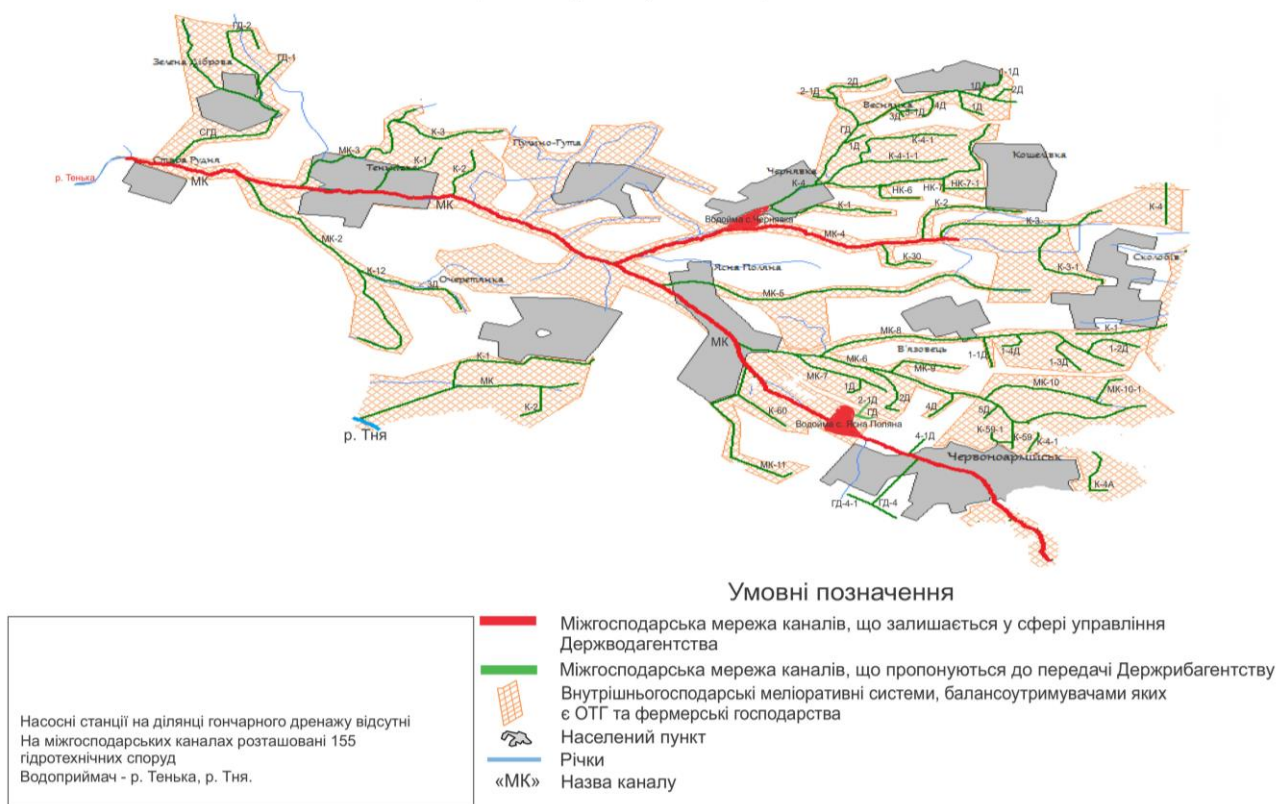 ГД-2
ГД-1
Зелена Діброва
СГД
Стара Рудня
р. Тенька
МК
МК-3
К-3
К-1
К-2
Теньківка
МК
Пулино-Гута
МК-2
К-12
3Д
Очеретянка
К-1
МК
К-2
р. Тня
2-1Д
2Д
1-1Д
1Д
2Д
Веснянка
4Д
1Д
3-1Д
3Д
ГД
1Д
К-4-1
К-4-1-1
Кошелівка
Чернявка
К-4
НК-6
НК-7
НК-7-1
К-1
К-2
К-3
К-4
Водойма с.Чернявка
МК-4
К-30
К-3-1
Сколобів
Ясна Поляна
МК-5
МК
МК-8
К-1
В'язовець
1-1Д
1-4Д
1-3Д
1-2Д
МК-6
МК-7
МК-9
МК-10
МК-10-1
1Д
2-1Д
2Д
ГД
4Д
5Д
К-60
Водойма с. Ясна Поляна
К-59-1
К-59
К-4-1
4-1Д
Червоноармійськ
МК-11
К-4А
ГД-4-1
ГД-4
Умовні позначення
Міжгосподарська мережа каналів, що залишається у сфері управління
Держводагентства
Міжгосподарська мережа каналів, що пропонуються до передачі Держрибагентству
Внутрішньогосподарські меліоративні системи, балансоутримувачами яких
є ОТГ та фермерські господарства
Населений пункт
Річки
«МК» Назва каналу
Насосні станції на ділянці гончарного дренажу відсутні
На міжгосподарських каналах розташовані 155
гідротехнічних споруд
Водоприймач - р. Тенька, р. Тня.